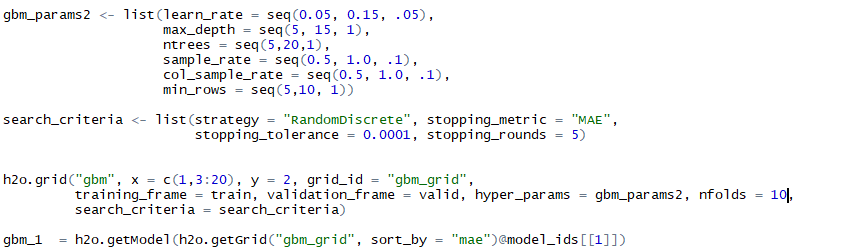 gbm_params2 <- list(learn_rate = seq(0.05, 0.15, .05),
max_depth = seq(5, 15, 1),
ntrees = seq(5,20,1),
sample_rate = seq(0.5, 1.0, .1),
col_sample_rate = seq(0.5, 1.0, .1),
min_rows = seq(5,10, 1))
search_criteria <- list(strategy = "RandomDiscrete", stopping_metric = "MAE",
stopping_tolerance = 0.0001, stopping_rounds = 5)
h2o.grid("gbm", x = c(1,3:20), y = 2, grid_id = "gbm_grid",
training_frame = train, validation_frame = valid, hyper_params = gbm_params2, nfolds = 10,
search_criteria = search_criteria)
gbm_1  = h2o.getModel(h2o.getGrid("gbm_grid", sort_by = "mae")@model_ids[[1]])